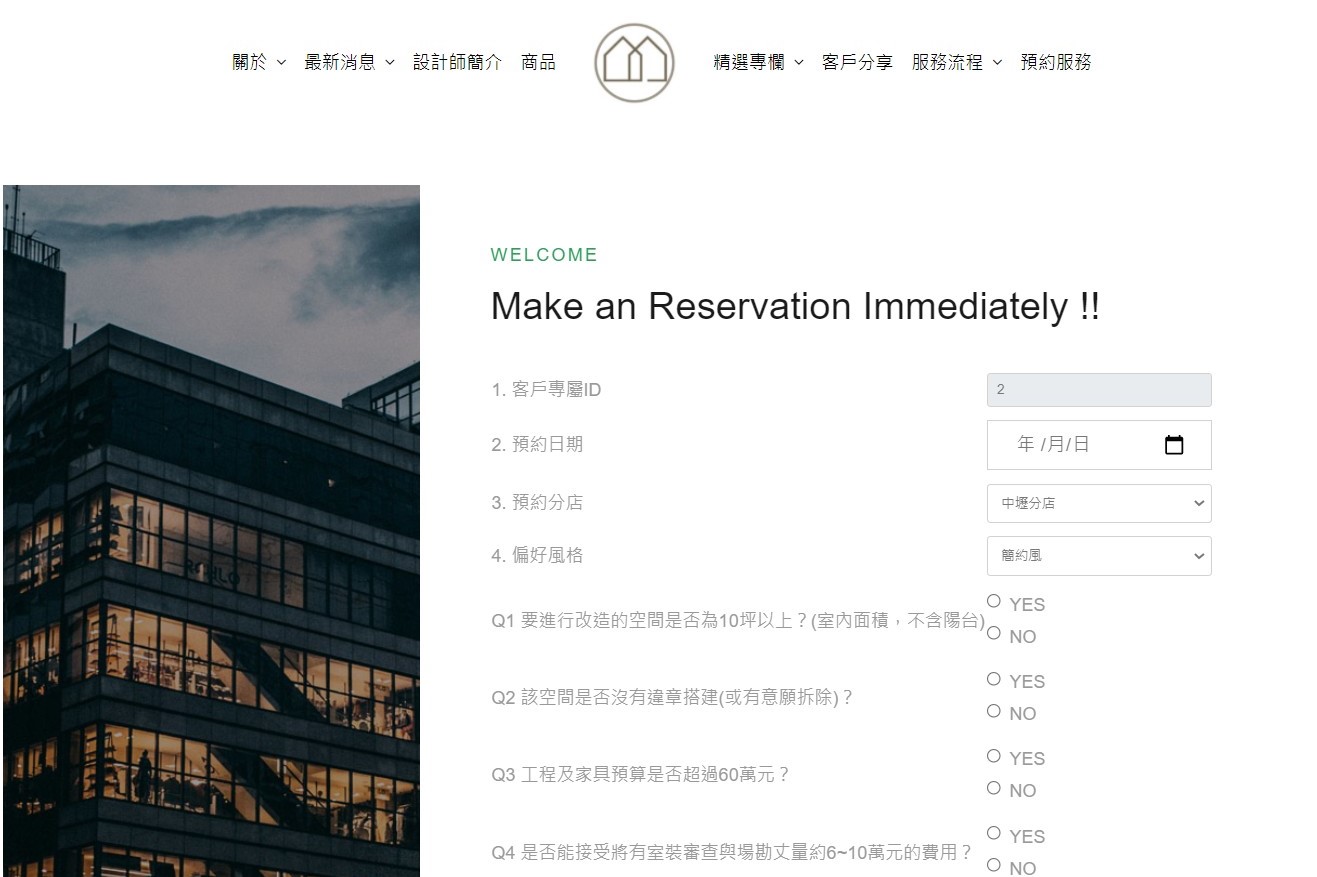 關於 最新消息 設計師簡介 商品 精選專欄 客戶分享 服務流程 預約服務
WELCOME
Make an Reservation Immediately !!
1. 客戶專屬ID 2
2. 預約日期 年 /月/日
3. 預約分店 中壢分店
4. 偏好風格 簡約風
Q1 要進行改造的空間是否為10坪以上？(室內面積，不含陽台)
YES
NO
Q2 該空間是否沒有違章搭建(或有意願拆除)？
YES
NO
Q3 工程及家具預算是否超過60萬元？
YES
NO
Q4 是否能接受將有室裝審查與場勘丈量約6~10萬元的費用？
YES
NO